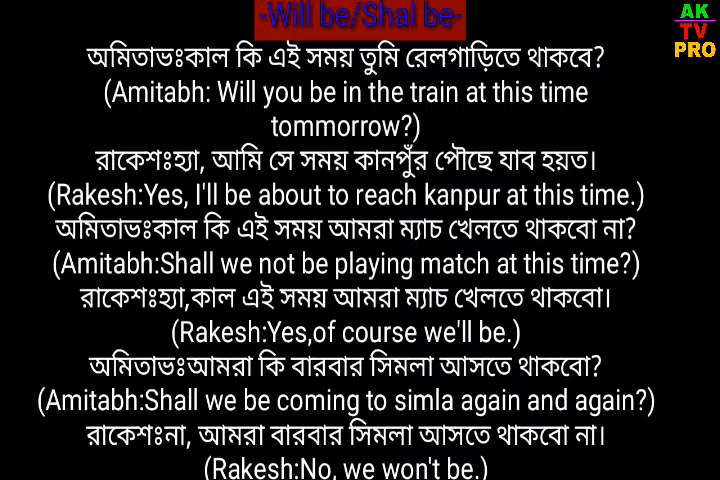 -Will be/Shal be-
AK
TV
PRO
অমিতাভঃকাল কি এই সময় তুমি রেলগাড়িতে থাকবে?
(Amitabh: Will you be in the train at this time
tommorrow?)
রাকেশঃহ্যা, আমি সে সময় কানপুঁর পৌছে যাব হয়ত।
(Rakesh:Yes, I'll be about to reach kanpur at this time.)
অমিতাভঃকাল কি এই সময় আমরা ম্যাচ খেলতে থাকবো না?
(Amitabh:Shall we not be playing match at this time?)
রাকেশঃহ্যা,কাল এই সময় আমরা ম্যাচ খেলতে থাকবো।
(Rakesh:Yes,of course we'll be.)
অমিতাভঃআমরা কি বারবার সিমলা আসতে থাকবো?
(Amitabh:Shall we be coming to simla again and again?)
রাকেশঃনা, আমরা বারবার সিমলা আসতে থাকবো না।
(Rakesh:No, we won't be.)